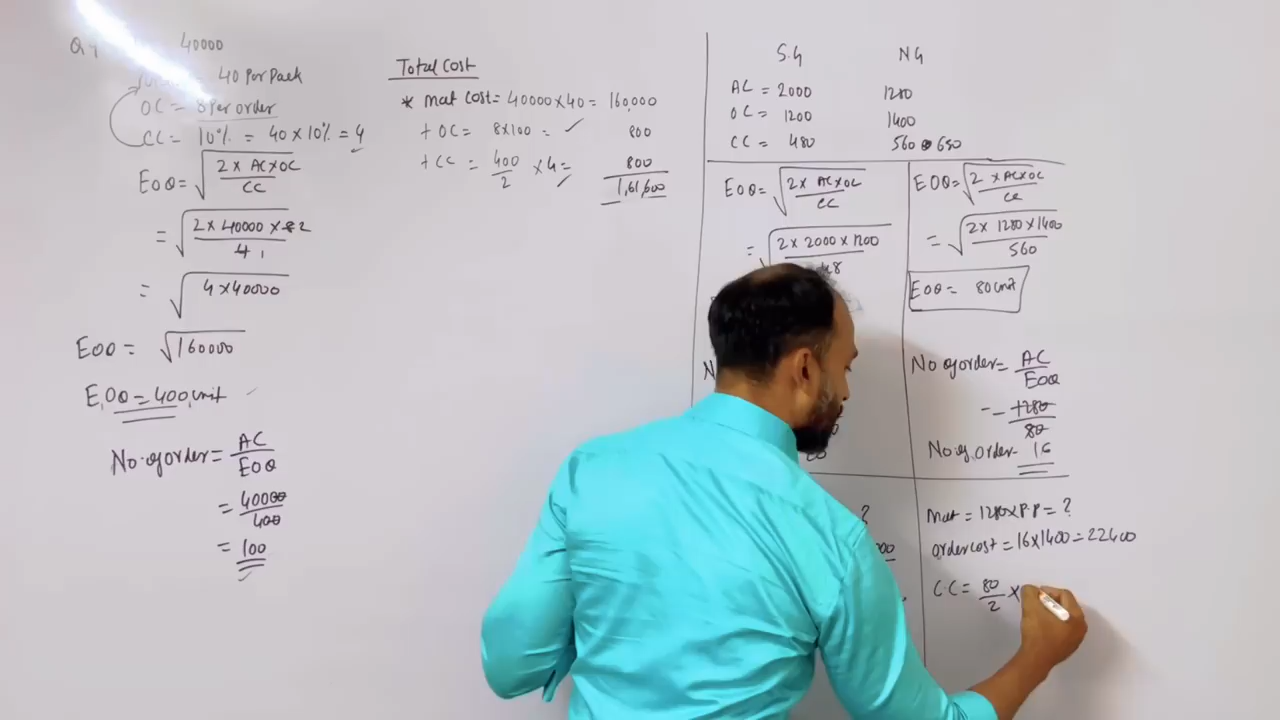 40000
= 40 Per Pack
OC = 8 Per order
CC = 10% = 40 x 10% = 4
EOQ = √ 2 x AC x OC
CC
= √ 2 x 40000 x 8 2
4 1
= √ 4 x 40000
EOQ = √160000
EOQ = 400 unit
No. of order = AC
EOQ
= 40000
400
= 100
Total Cost
* mat Cost = 40000 x 40 = 160,000
+ OC = 8 x 100 = ✓ 800
+ CC = 400 x 4 = ✓ 800
2
1,61,600
S.G N G
AC = 2000 1280
OC = 1200 1400
CC = 480 560
EOQ = √ 2 x AC x OC
CC
= √ 2 x 2000 x 1200
EOQ = √ 2 x AC x OC
CC
= √ 2 x 1280 x 1400
560
EOQ = 80 unit
No of order = AC
EOQ
= 1280
80
No. of. order - 16
?
Mat = 1280 x P.P = ?
order cost = 16 x 1400 = 22400
C.C = 80 x
2